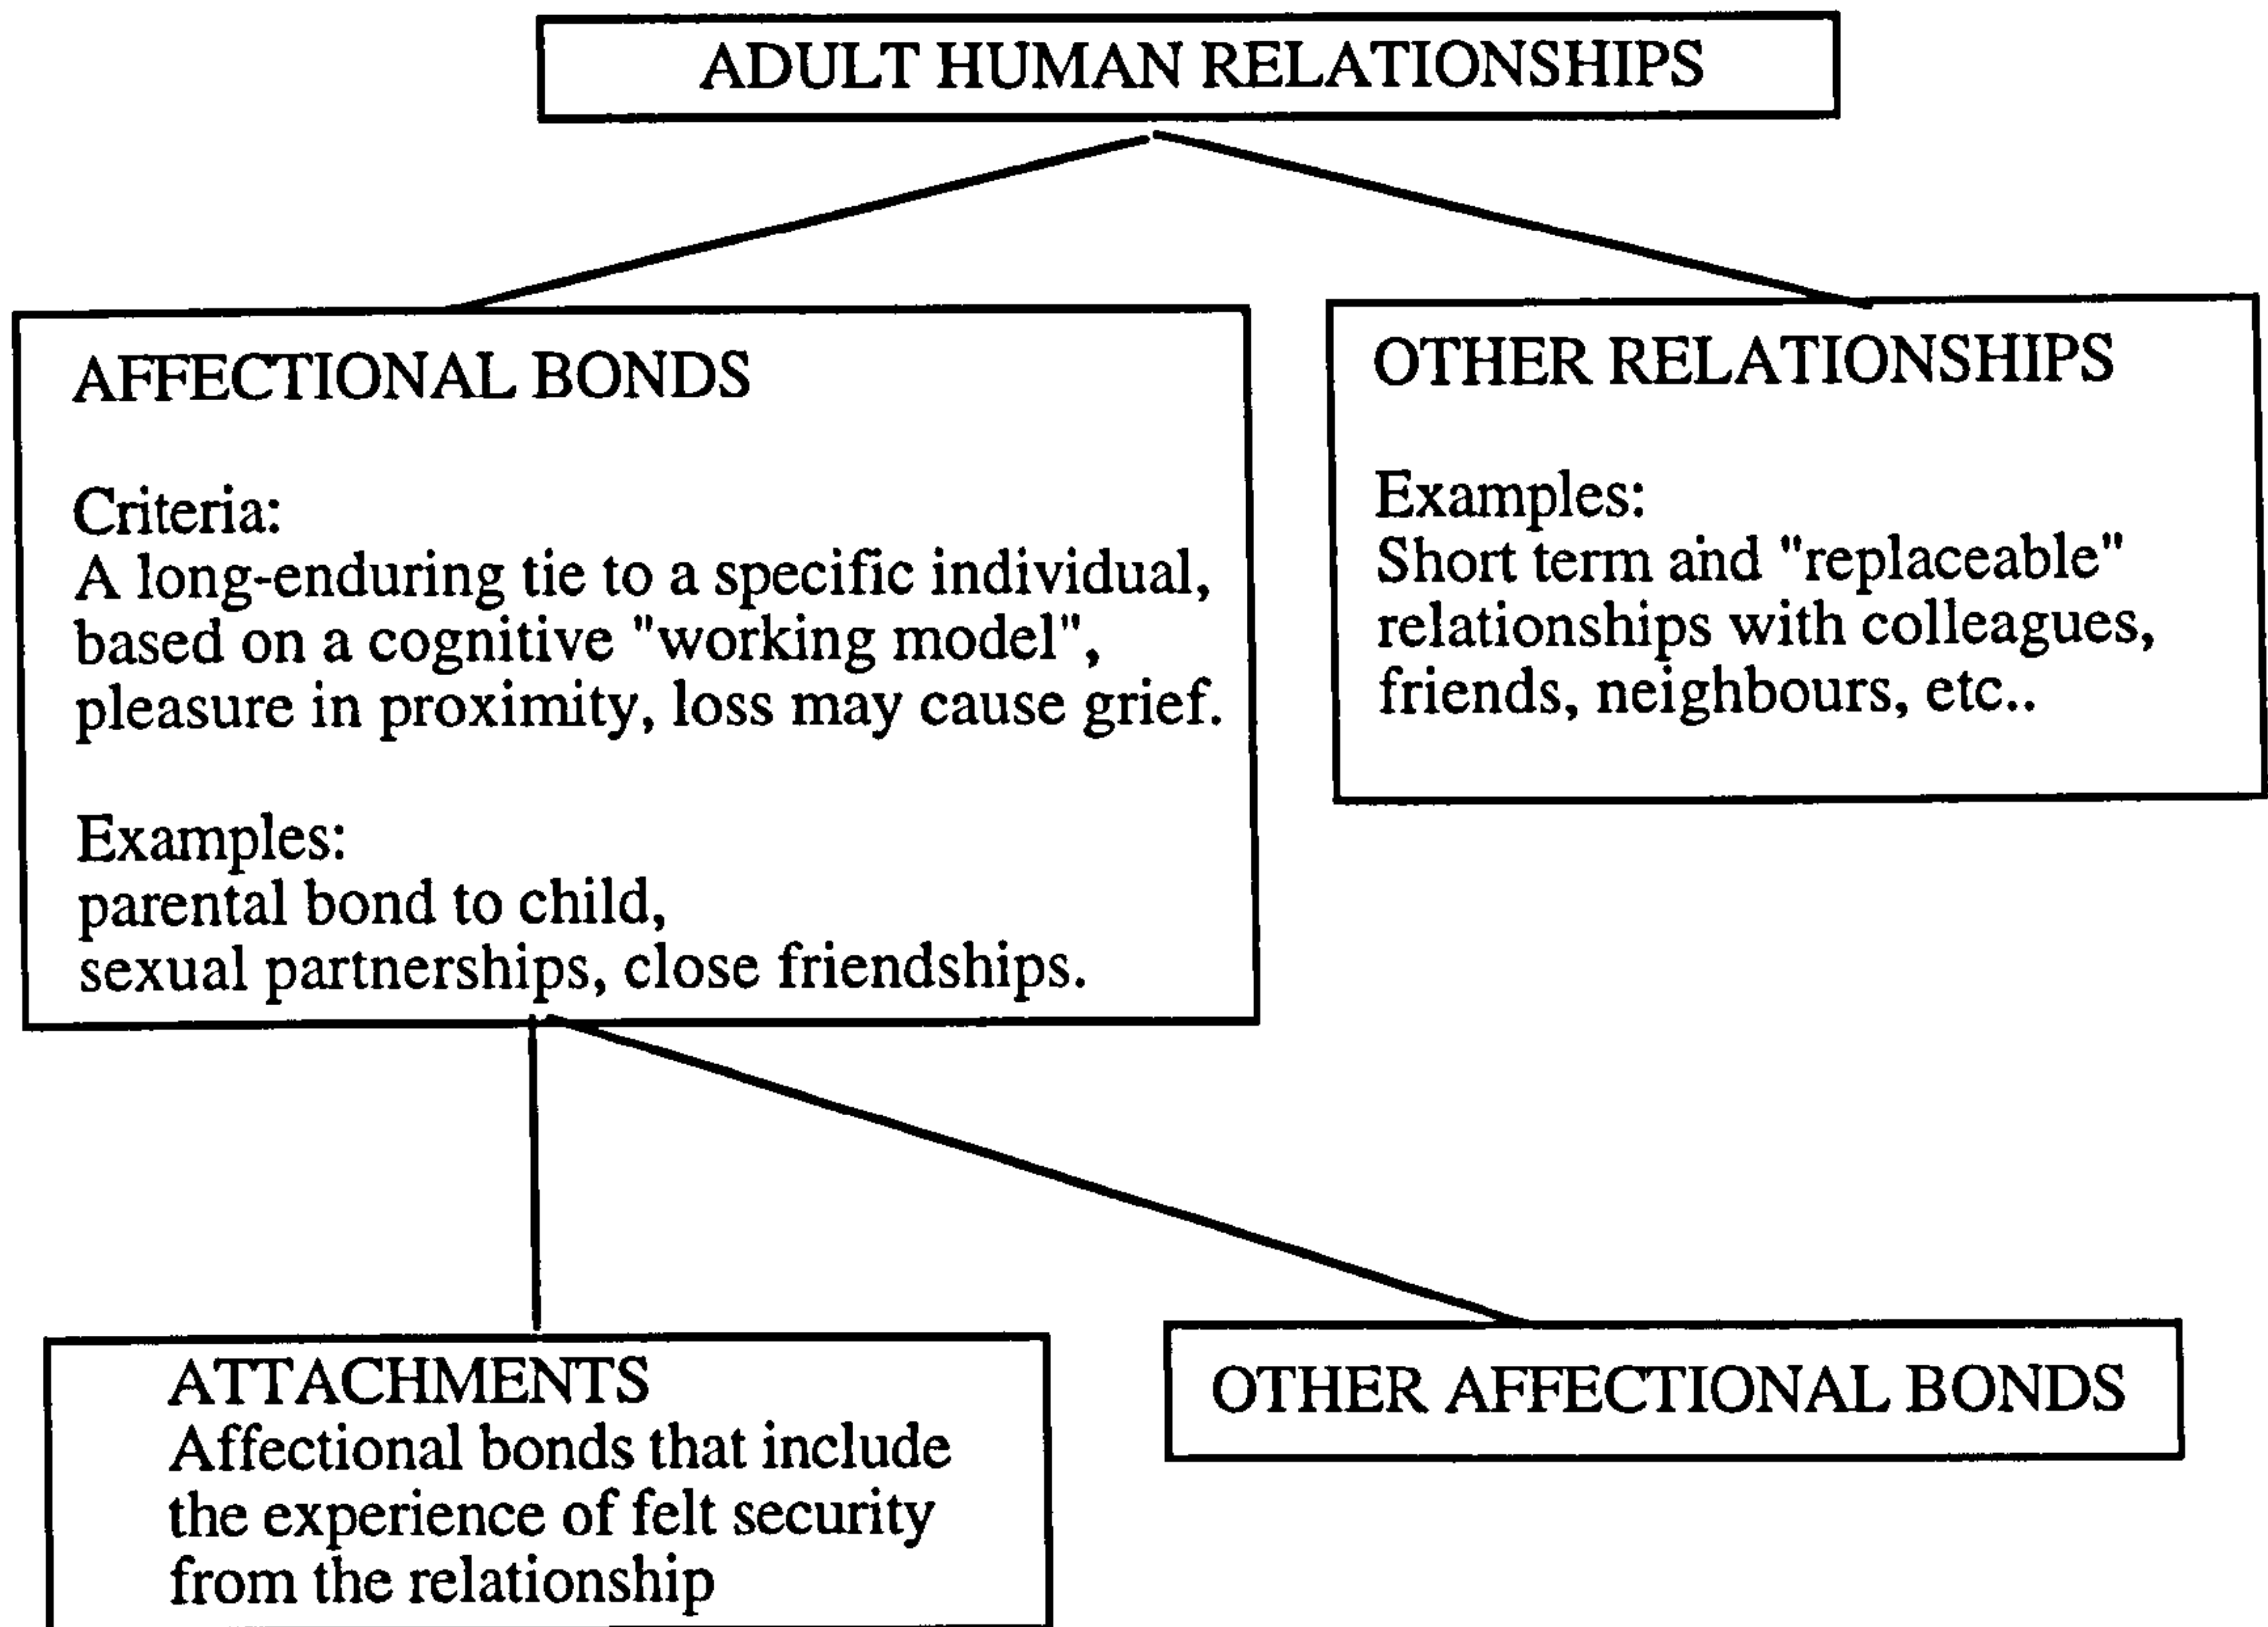 ADULT HUMAN RELATIONSHIPS
AFFECTIONAL BONDS
Criteria:
A long-enduring tie to a specific individual,
based on a cognitive "working model",
pleasure in proximity, loss may cause grief.
Examples:
parental bond to child,
sexual partnerships, close friendships.
OTHER RELATIONSHIPS
Examples:
Short term and "replaceable"
relationships with colleagues,
friends, neighbours, etc..
ATTACHMENTS
Affectional bonds that include
the experience of felt security
from the relationship
OTHER AFFECTIONAL BONDS